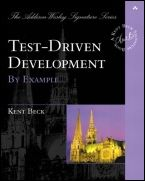 The Addison-Wesley Signature Series
TEST-DRIVEN
DEVELOPMENT
BY EXAMPLE
KENT BECK